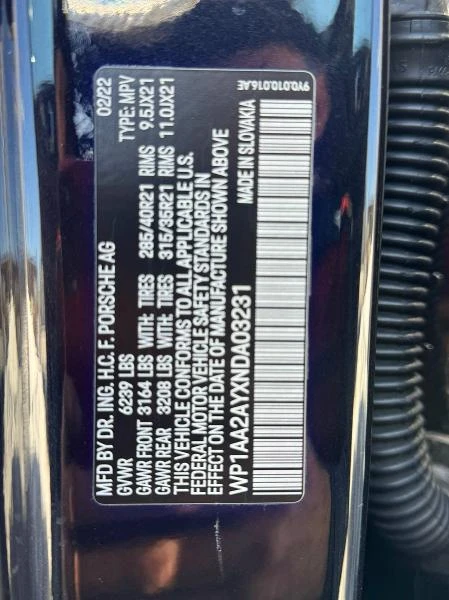 MFD BY DR. ING. H.C. F. PORSCHE AG 02/22
GVWR 6239 LBS TYPE: MPV
GAWR FRONT 3164 LBS WITH: TIRES 285/40R21 RIMS 9.5JX21
GAWR REAR 3208 LBS WITH: TIRES 315/35R21 RIMS 11.0JX21
THIS VEHICLE CONFORMS TO ALL APPLICABLE U.S.
FEDERAL MOTOR VEHICLE SAFETY STANDARDS IN
EFFECT ON THE DATE OF MANUFACTURE SHOWN ABOVE
WP1AA2AYXNDA03231 MADE IN SLOVAKIA
9Y0.010.016.AE